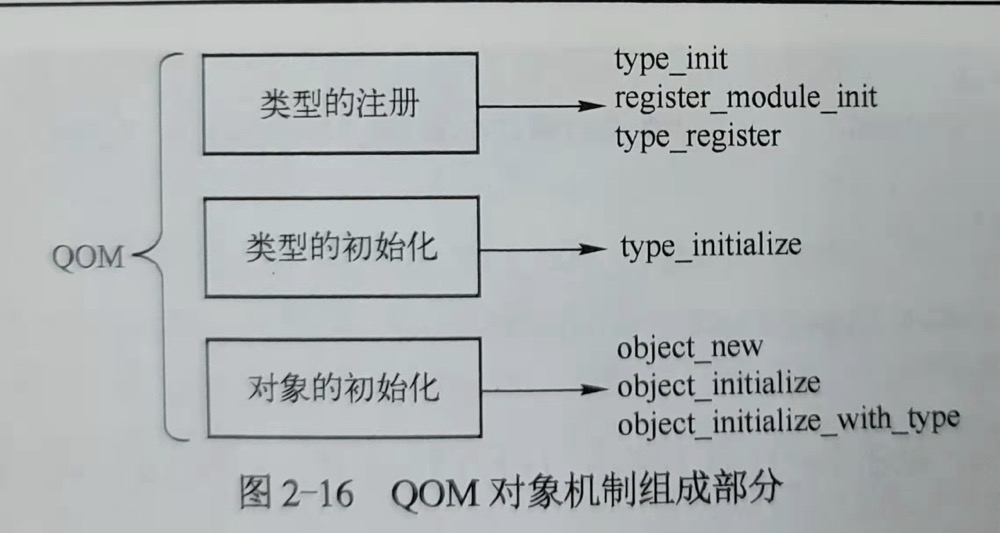 QOM
类型的注册
type_init
register_module_init
type_register
类型的初始化
type_initialize
对象的初始化
object_new
object_initialize
object_initialize_with_type
图 2-16 QOM 对象机制组成部分